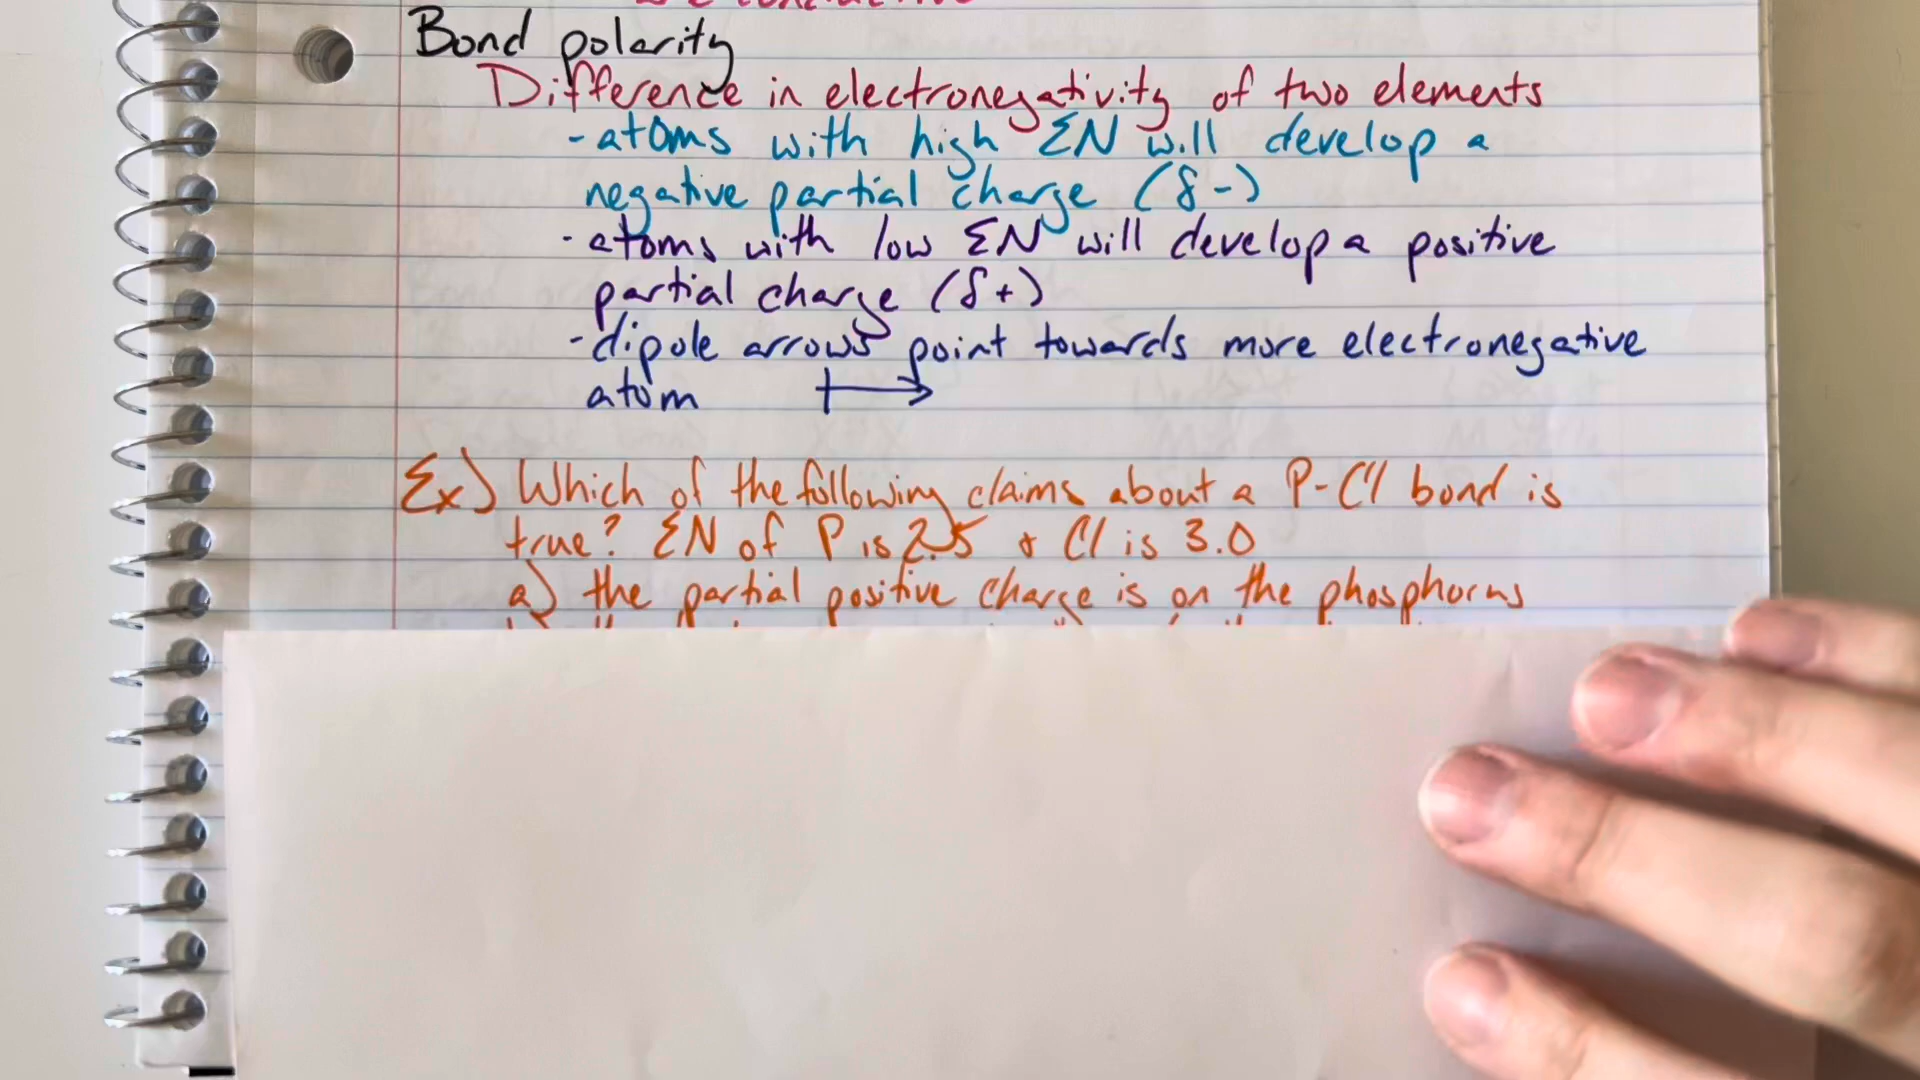 Bond polarity
Difference in electronegativity of two elements
- atoms with high ΣN will develop a
negative partial charge (δ-)
- atoms with low ΣN will develop a positive
partial charge (δ+)
- dipole arrows point towards more electronegative
atom
Ex) Which of the following claims about a P-Cl bond is
true? ΣN of P is 2.5 & Cl is 3.0
a) the partial positive charge is on the phosphorus